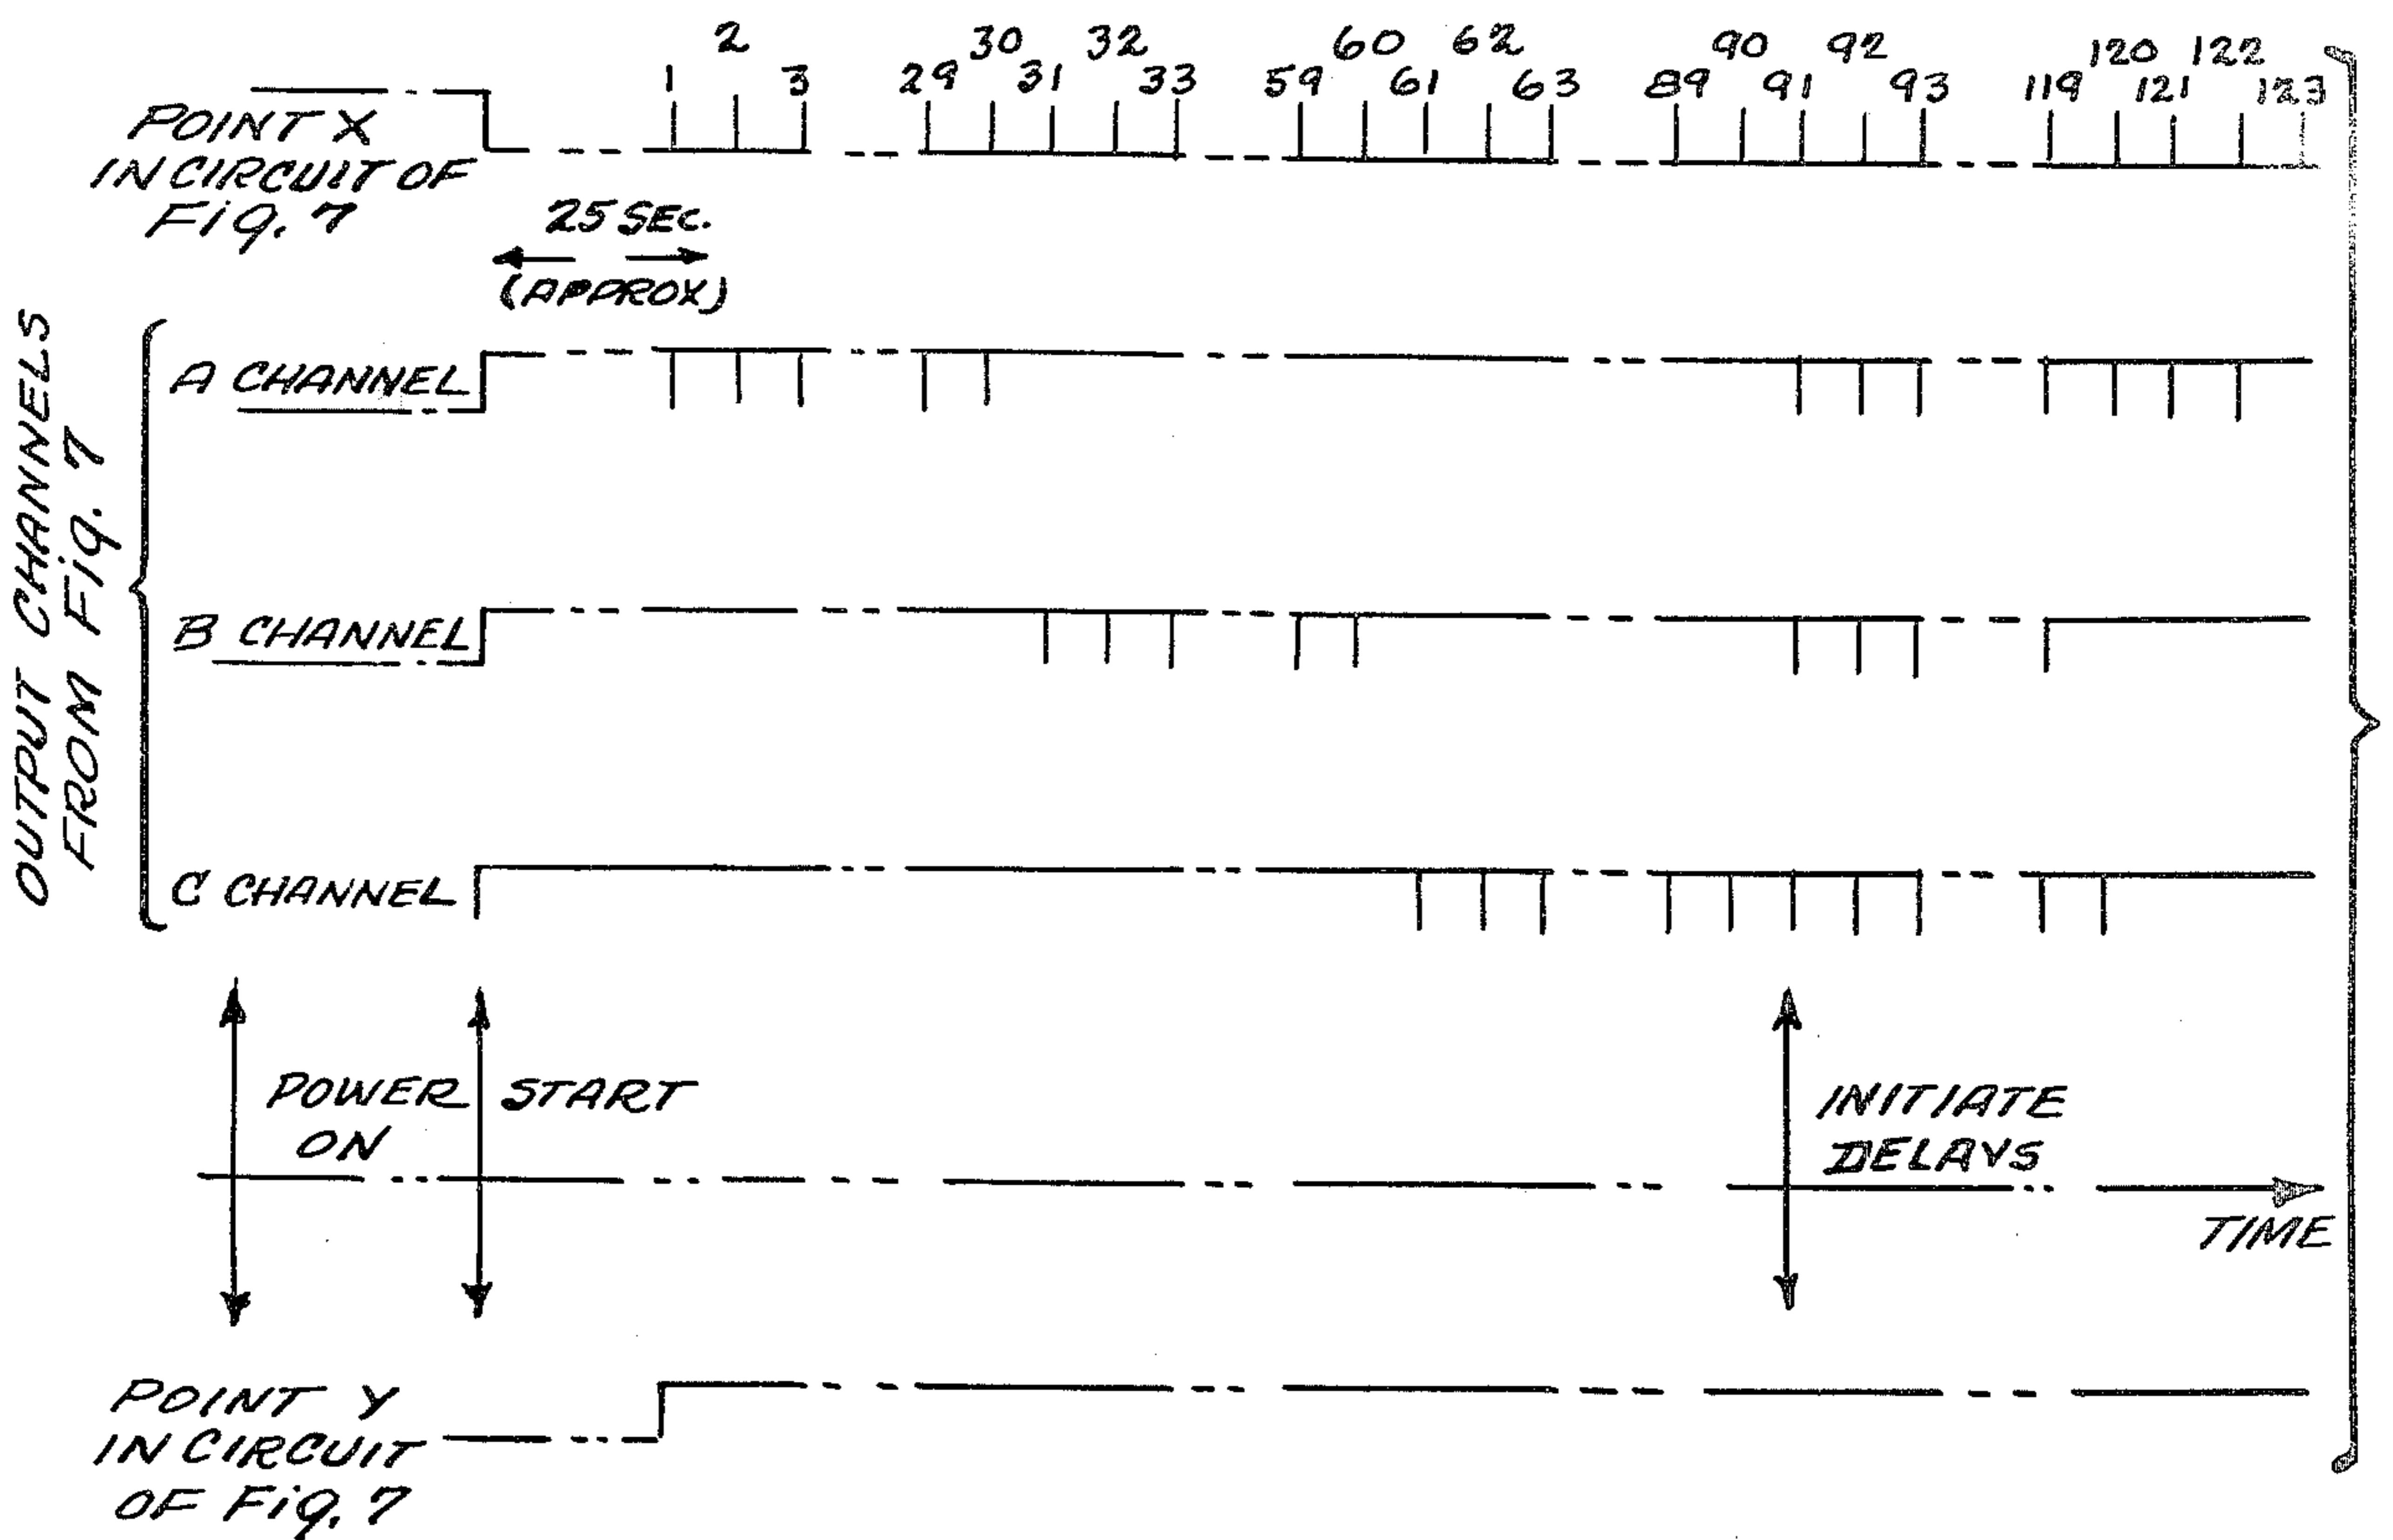 2 30 32 60 62 90 92 120 122
1 3 29 31 33 59 61 63 89 91 93 119 121 123
POINT X
IN CIRCUIT OF
Fig. 7
25 SEC.
(APPROX)
OUTPUT CHANNELS
FROM Fig. 7
A CHANNEL
B CHANNEL
C CHANNEL
POWER
ON
START
INITIATE
DELAYS
TIME
POINT Y
IN CIRCUIT
OF Fig. 7